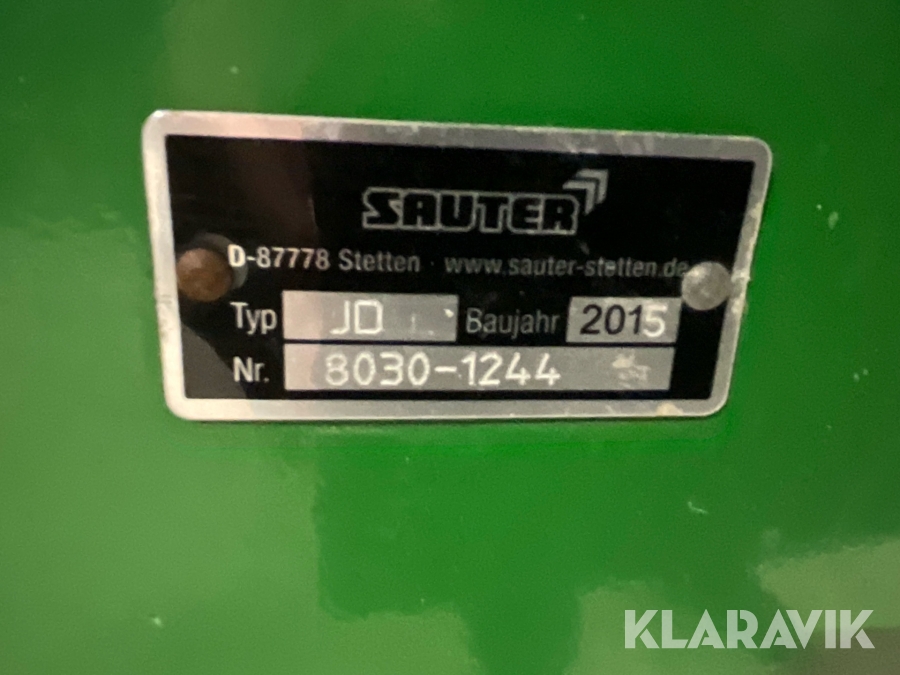 SAUTER
D-87778 Stetten · www.sauter-stetten.de
Typ JD Baujahr 2015
Nr. 8030-1244
KLARAVIK